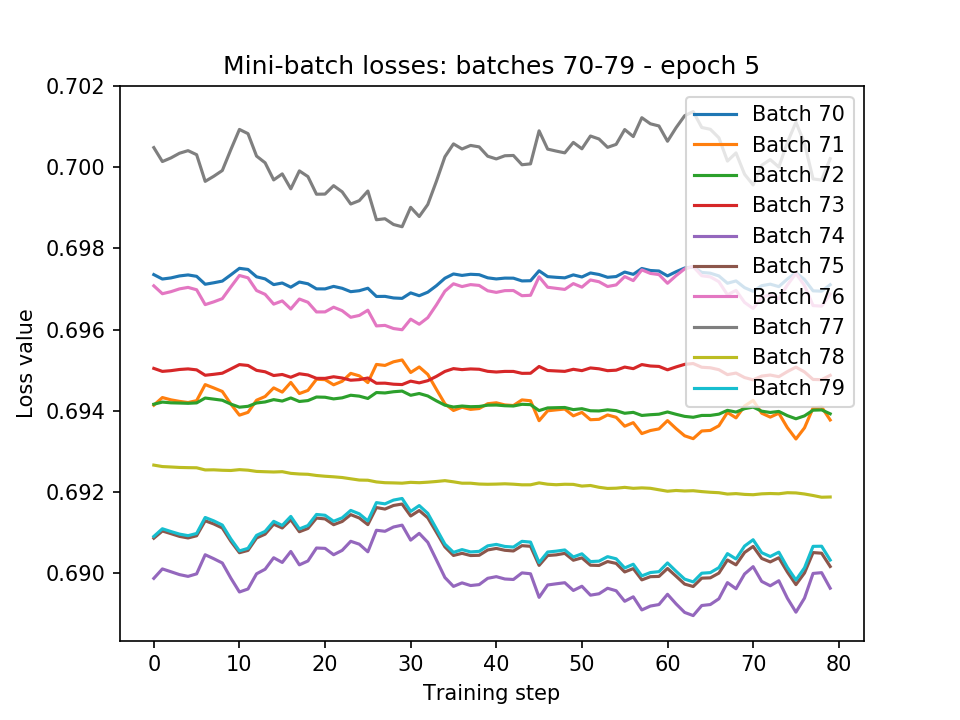 Mini-batch losses: batches 70-79 - epoch 5
0.702
0.700
0.698
0.696
0.694
0.692
0.690
Loss value
Batch 70
Batch 71
Batch 72
Batch 73
Batch 74
Batch 75
Batch 76
Batch 77
Batch 78
Batch 79
0 10 20 30 40 50 60 70 80
Training step